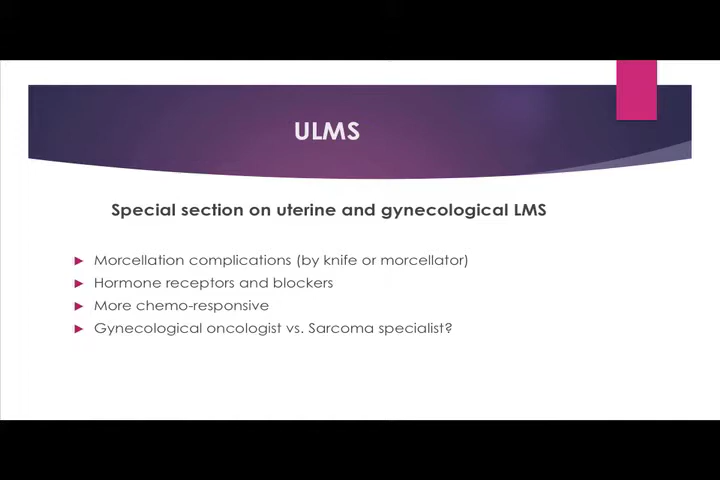 ULMS
Special section on uterine and gynecological LMS
Morcellation complications (by knife or morcellator)
Hormone receptors and blockers
More chemo-responsive
Gynecological oncologist vs. Sarcoma specialist?